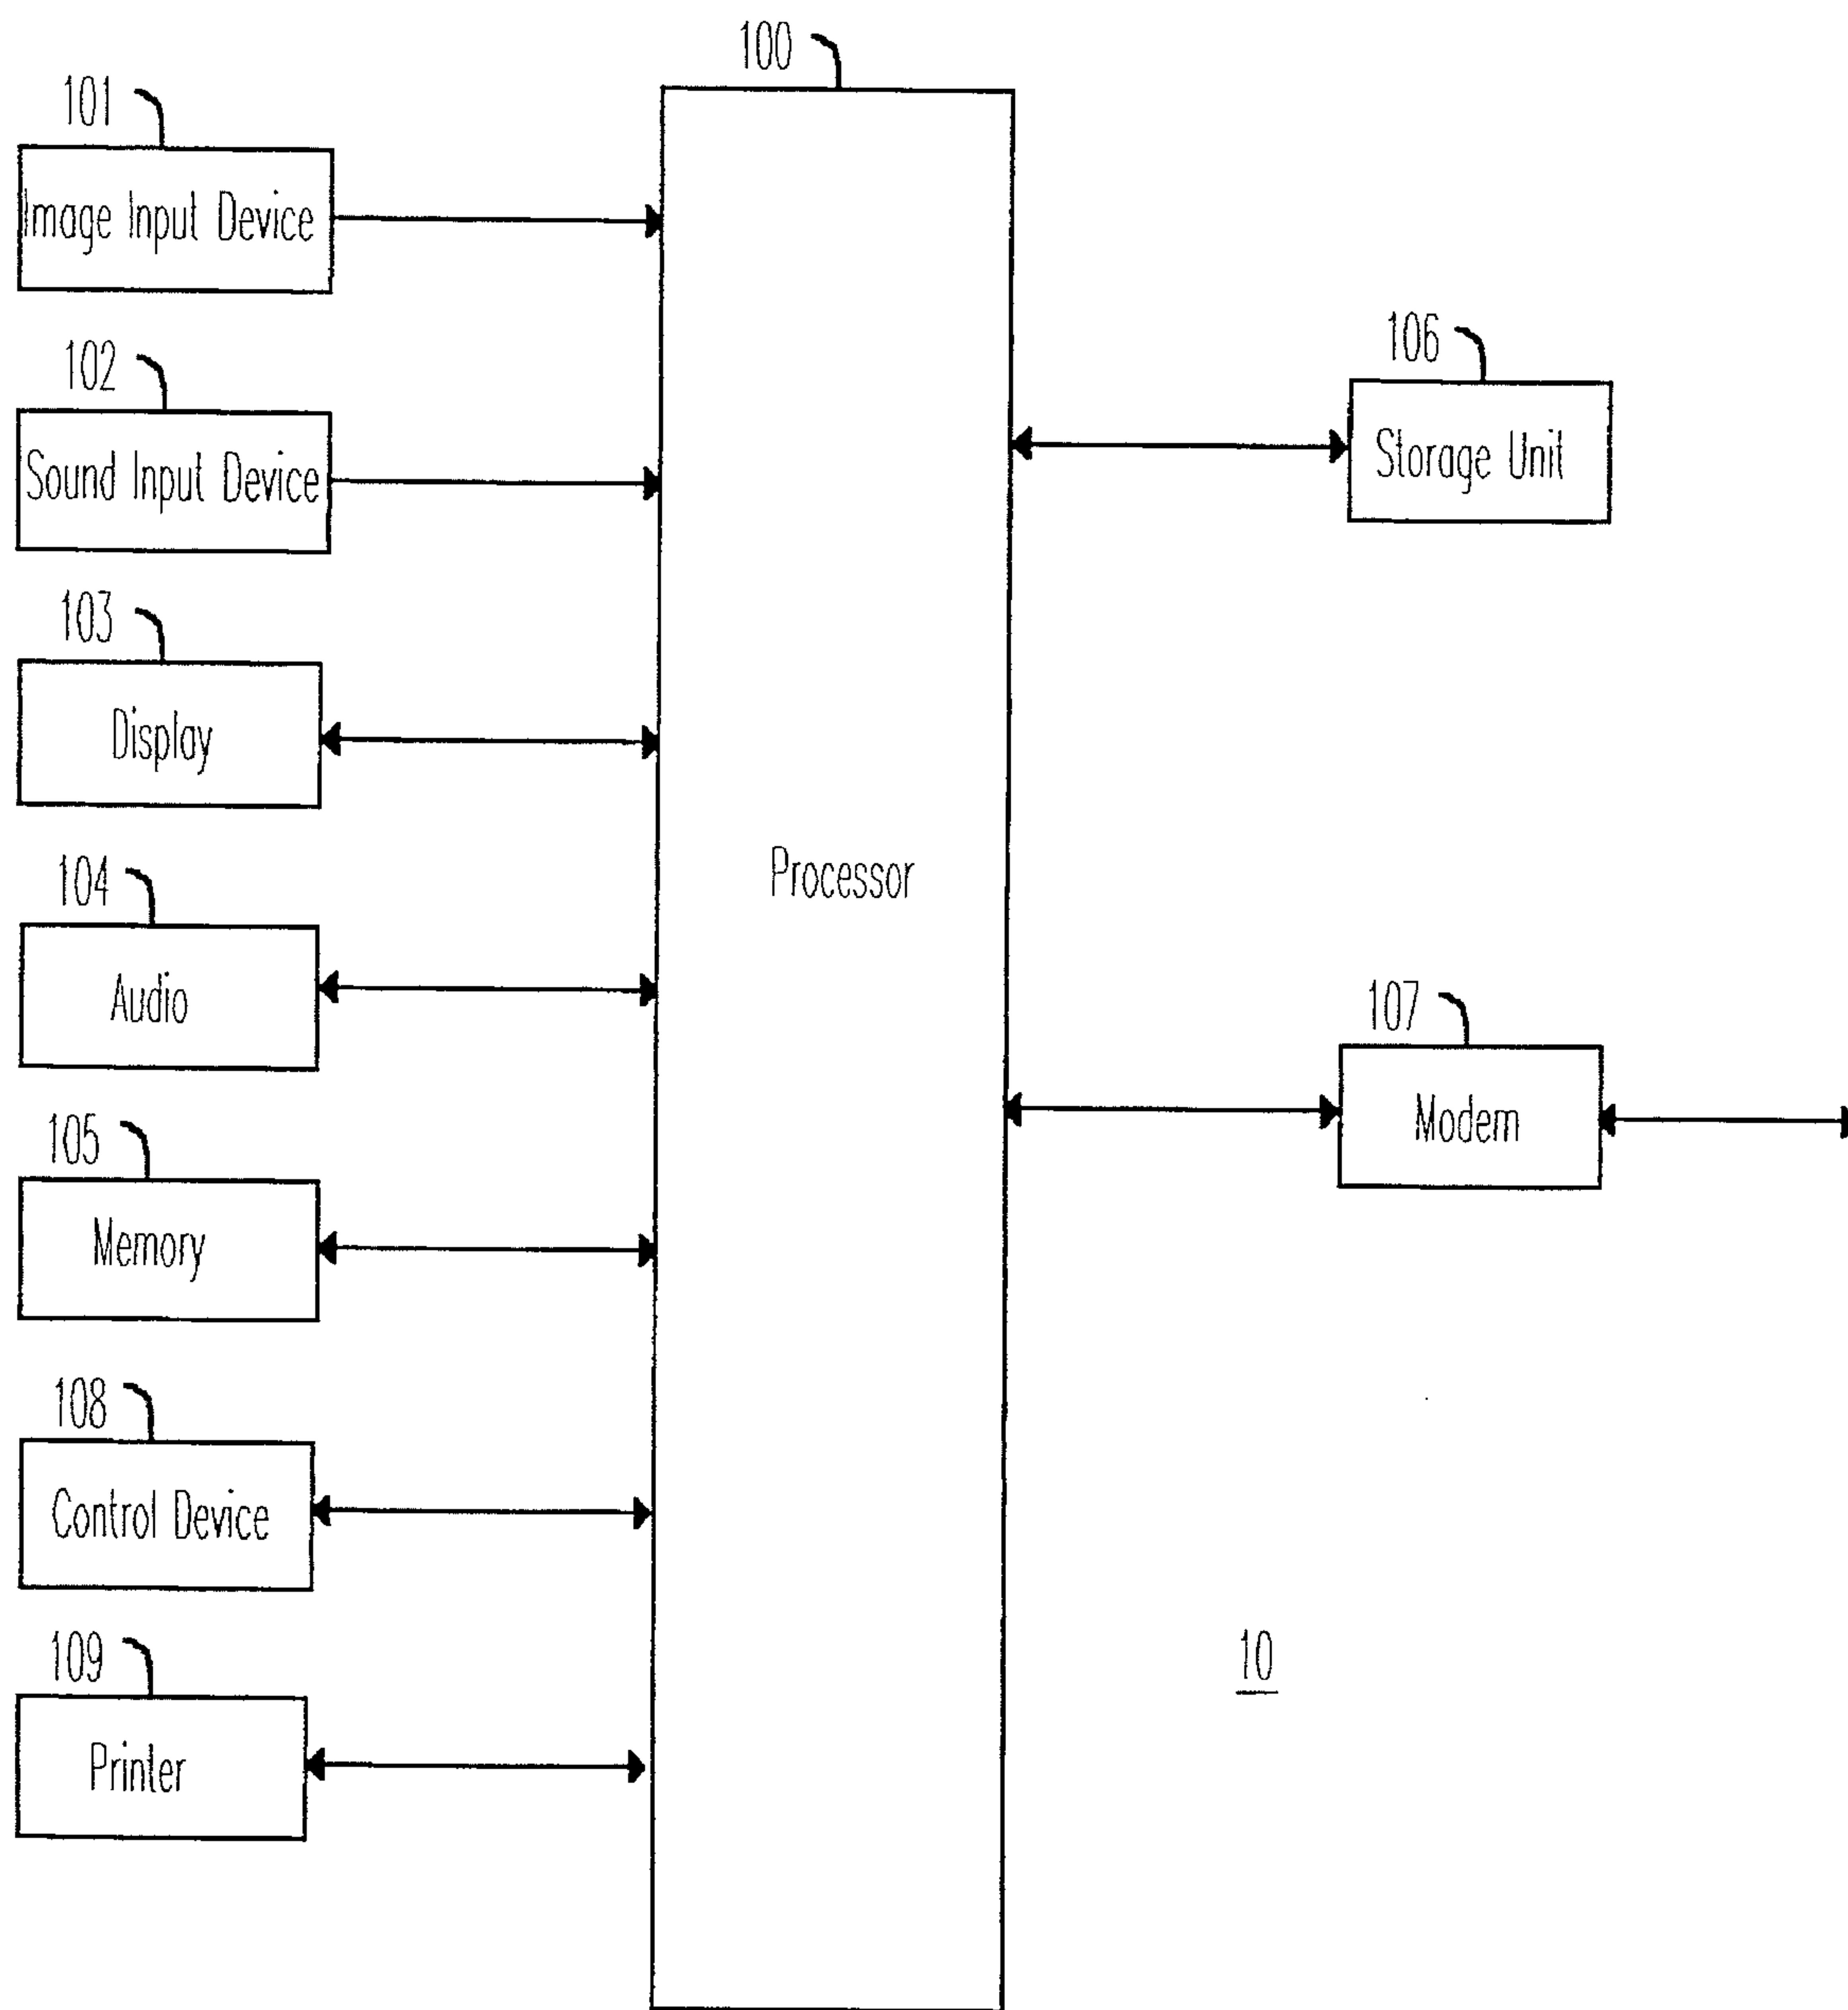 100
101
Image Input Device
102
Sound Input Device
103
Display
104
Audio
105
Memory
108
Control Device
109
Printer
Processor
106
Storage Unit
107
Modem
10